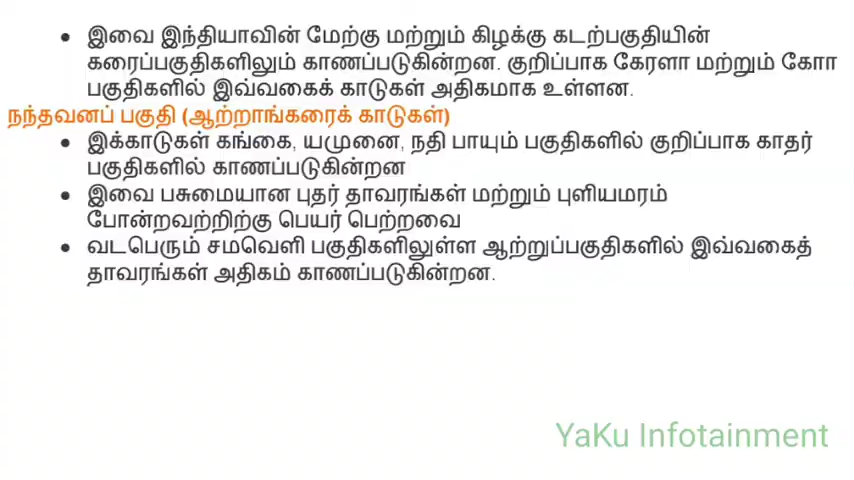 ● இவை இந்தியாவின் மேற்கு மற்றும் கிழக்கு கடற்பகுதியின்
கரைப்பகுதிகளிலும் காணப்படுகின்றன. குறிப்பாக கேரளா மற்றும் கோா
பகுதிகளில் இவ்வகைக் காடுகள் அதிகமாக உள்ளன.
நந்தவனப் பகுதி (ஆற்றாங்கரைக் காடுகள்)
● இக்காடுகள் கங்கை, யமுனை, நதி பாயும் பகுதிகளில் குறிப்பாக காதர்
பகுதிகளில் காணப்படுகின்றன
● இவை பசுமையான புதர் தாவரங்கள் மற்றும் புளியமரம்
போன்றவற்றிற்கு பெயர் பெற்றவை
● வடபெரும் சமவெளி பகுதிகளிலுள்ள ஆற்றுப்பகுதிகளில் இவ்வகைத்
தாவரங்கள் அதிகம் காணப்படுகின்றன.
YaKu Infotainment